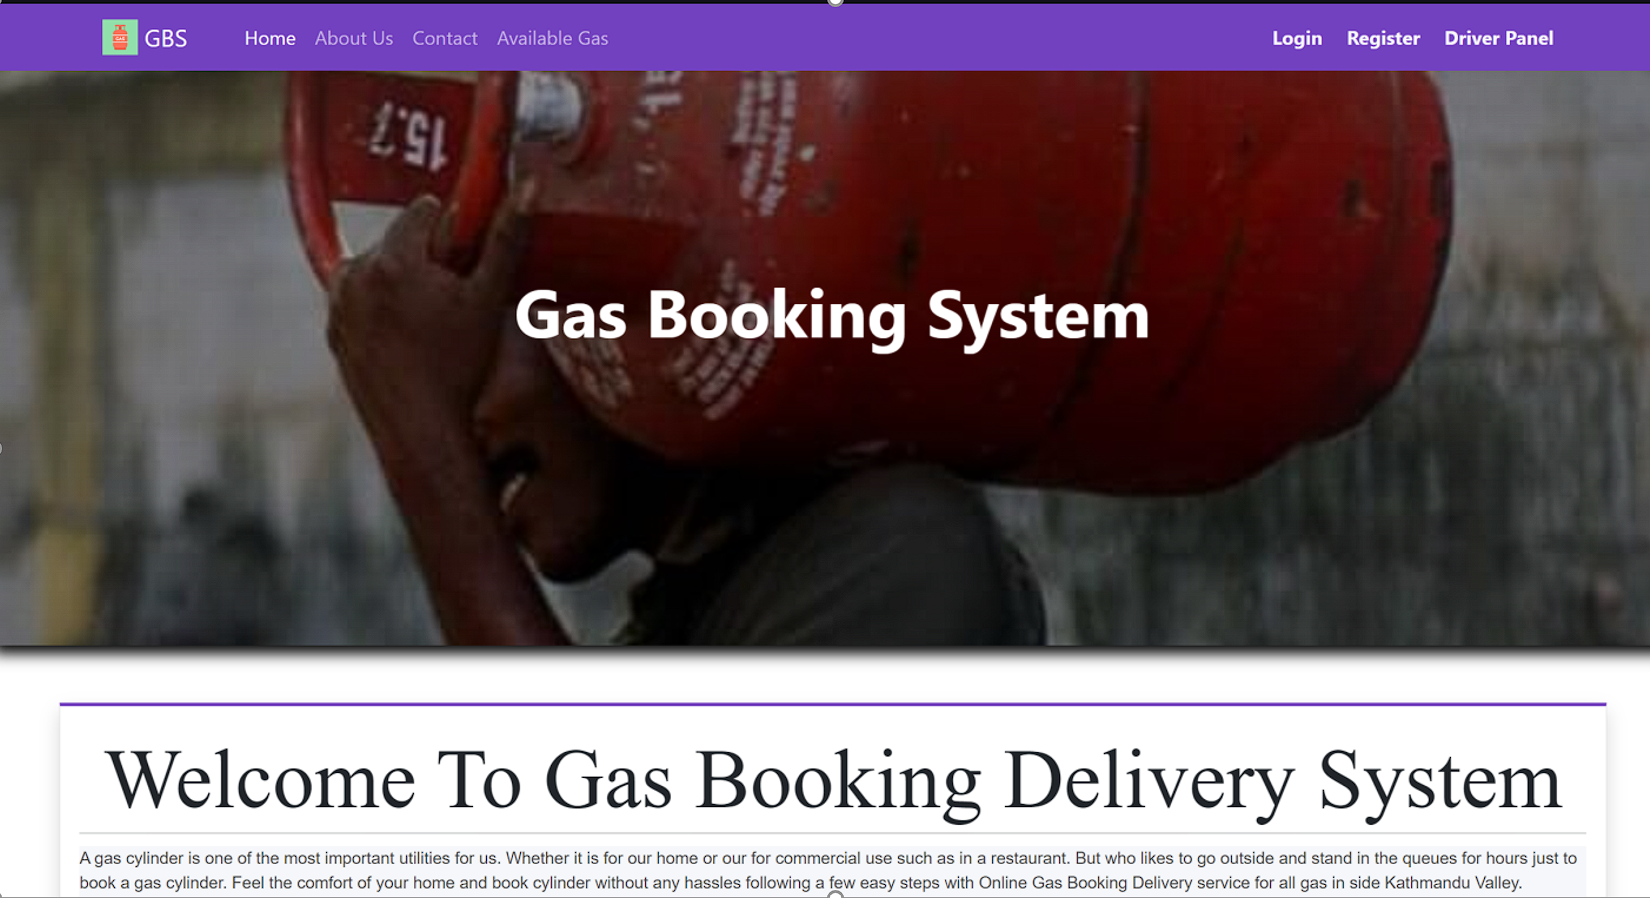 GBS Home About Us Contact Available Gas Login Register Driver Panel
15.7
Gas Booking System
Welcome To Gas Booking Delivery System
A gas cylinder is one of the most important utilities for us. Whether it is for our home or our for commercial use such as in a restaurant. But who likes to go outside and stand in the queues for hours just to
book a gas cylinder. Feel the comfort of your home and book cylinder without any hassles following a few easy steps with Online Gas Booking Delivery service for all gas in side Kathmandu Valley.